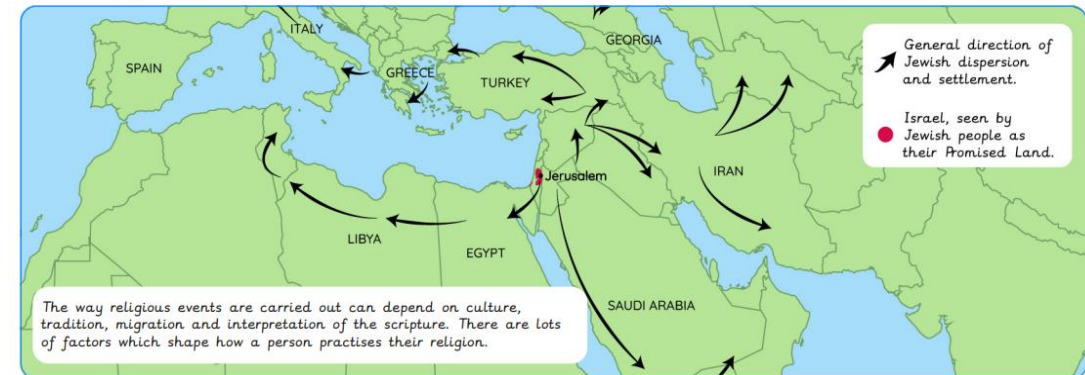 ITALY
GEORGIA
SPAIN
GREECE
TURKEY
General direction of
Jewish dispersion
and settlement.
Israel, seen by
Jewish people as
their Promised Land.
Jerusalem
IRAN
LIBYA
EGYPT
SAUDI ARABIA
The way religious events are carried out can depend on culture,
tradition, migration and interpretation of the scripture. There are lots
of factors which shape how a person practises their religion.